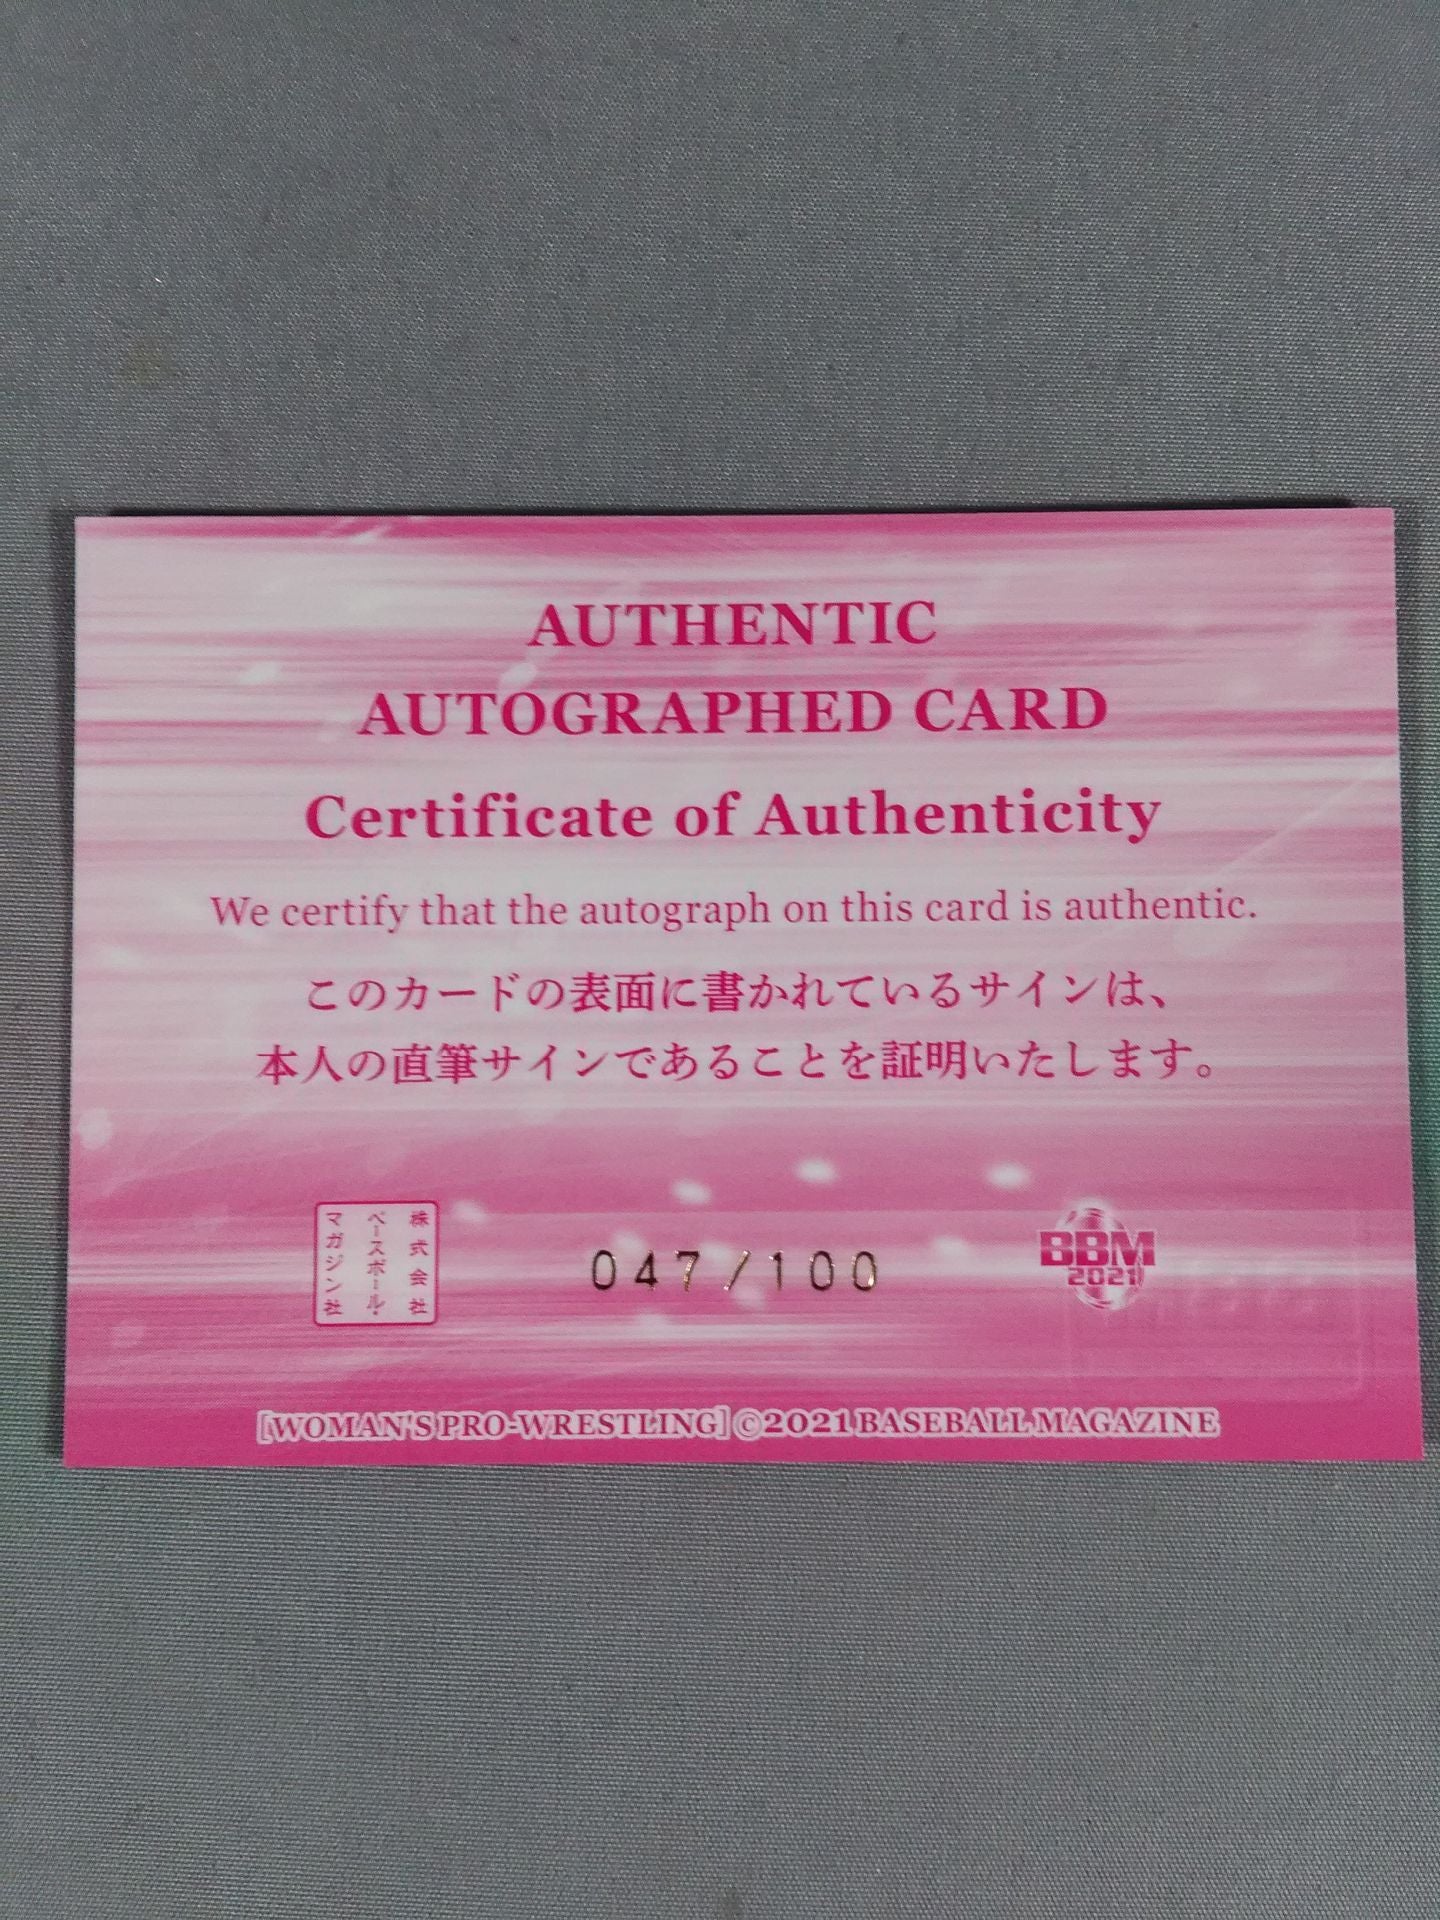 AUTHENTIC
AUTOGRAPHED CARD
Certificate of Authenticity
We certify that the autograph on this card is authentic.
このカードの表面に書かれているサインは、
本人の直筆サインであることを証明いたします。
株式会社
ベースボール・
マガジン社
047/100
BBM
2021
[WOMAN'S PRO-WRESTLING] ©2021 BASEBALL MAGAZINE